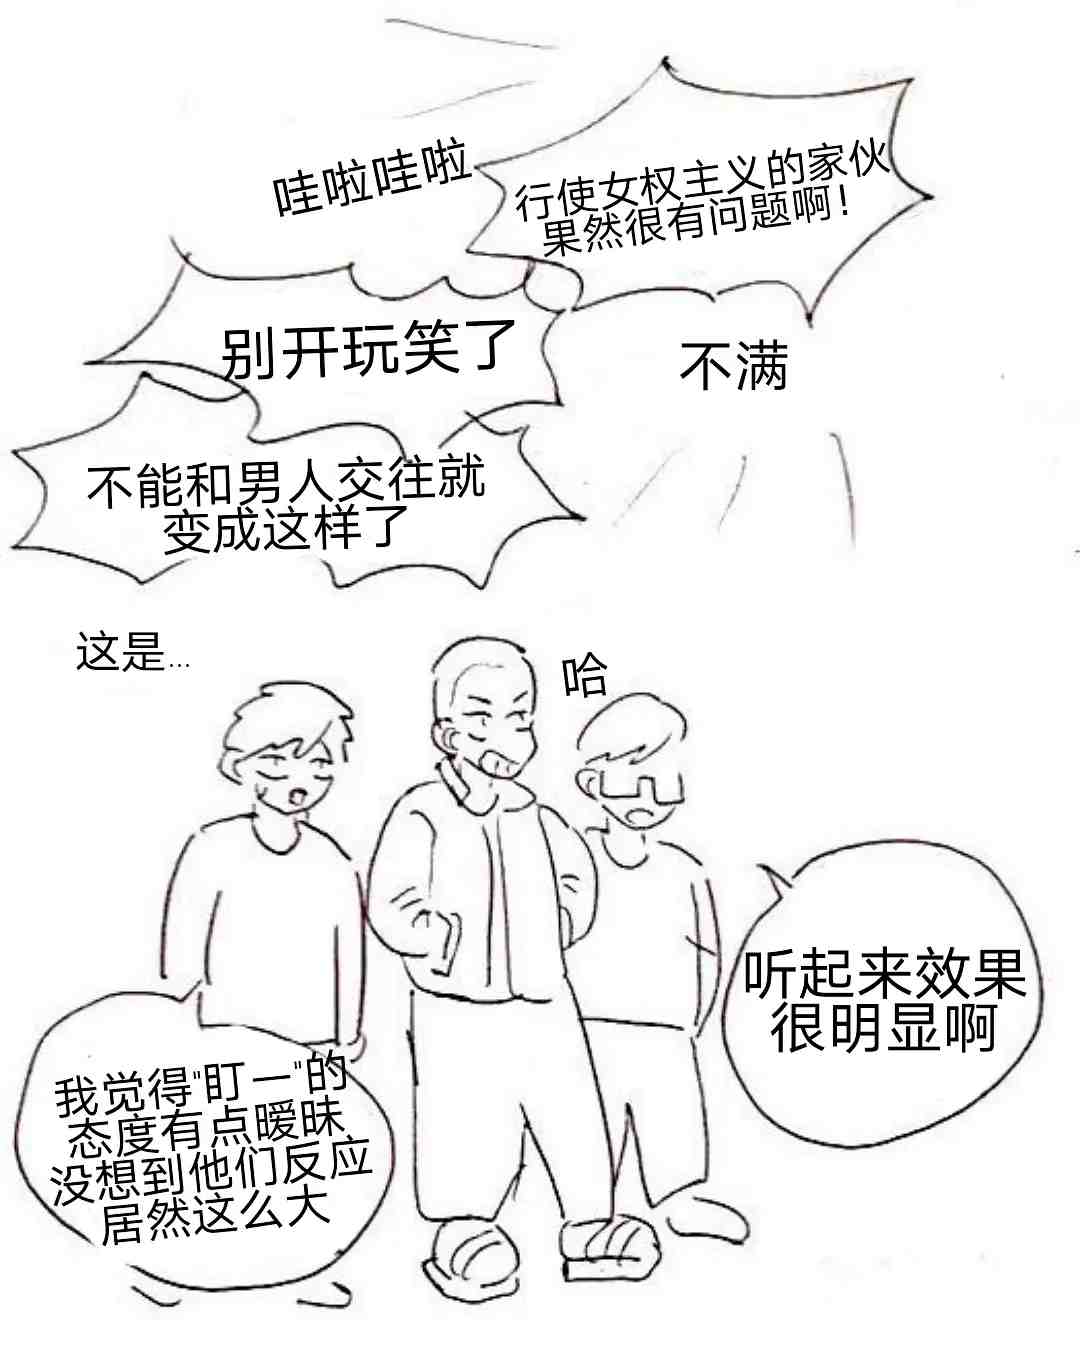 哇啦哇啦
行使女权主义的家伙
果然很有问题啊！
别开玩笑了
不满
不能和男人交往就
变成这样了
这是...
哈
听起来效果
很明显啊
我觉得"盯一"的
态度有点暧昧
没想到他们反应
居然这么大